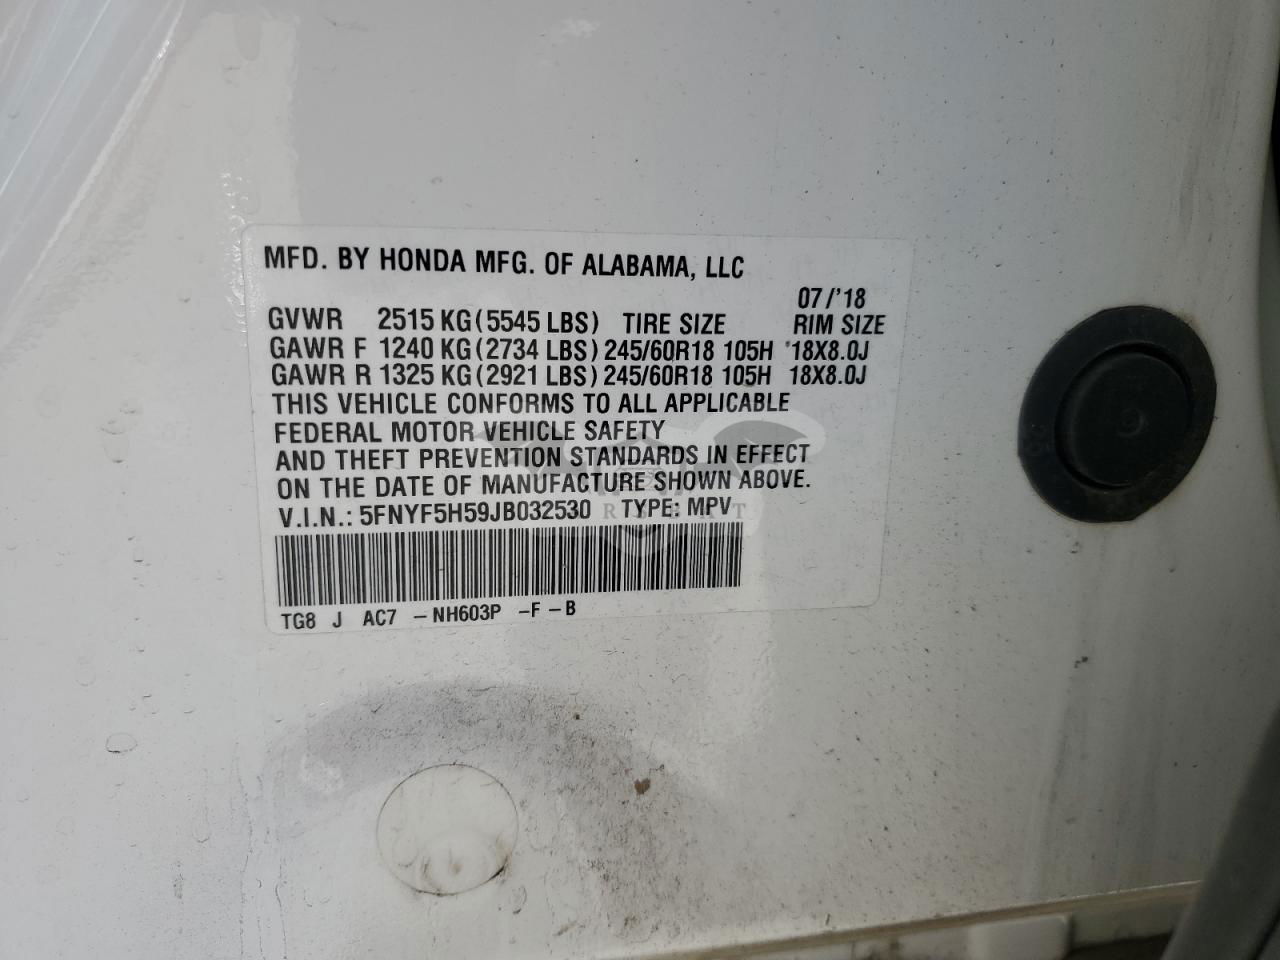 MFD. BY HONDA MFG. OF ALABAMA, LLC
07/'18
GVWR 2515 KG(5545 LBS) TIRE SIZE RIM SIZE
GAWR F 1240 KG(2734 LBS) 245/60R18 105H 18X8.0J
GAWR R 1325 KG(2921 LBS) 245/60R18 105H 18X8.0J
THIS VEHICLE CONFORMS TO ALL APPLICABLE
FEDERAL MOTOR VEHICLE SAFETY
AND THEFT PREVENTION STANDARDS IN EFFECT
ON THE DATE OF MANUFACTURE SHOWN ABOVE.
V.I.N.: 5FNYF5H59JB032530 TYPE: MPV
TG8 J AC7 -NH603P -F-B